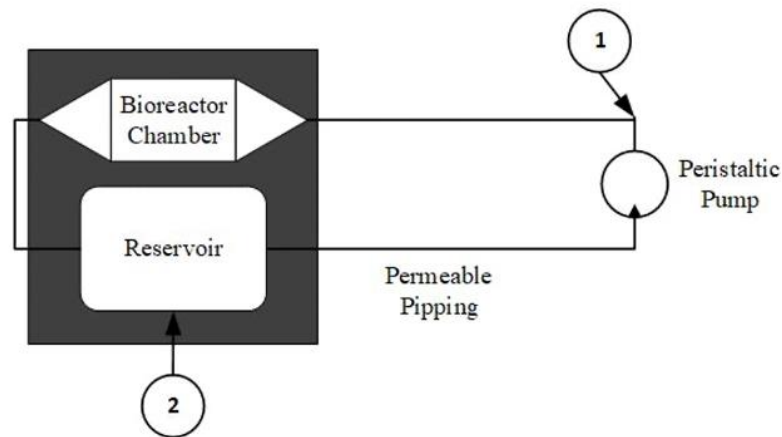 1
Bioreactor
Chamber
Peristaltic
Pump
Reservoir
Permeable
Pipping
2